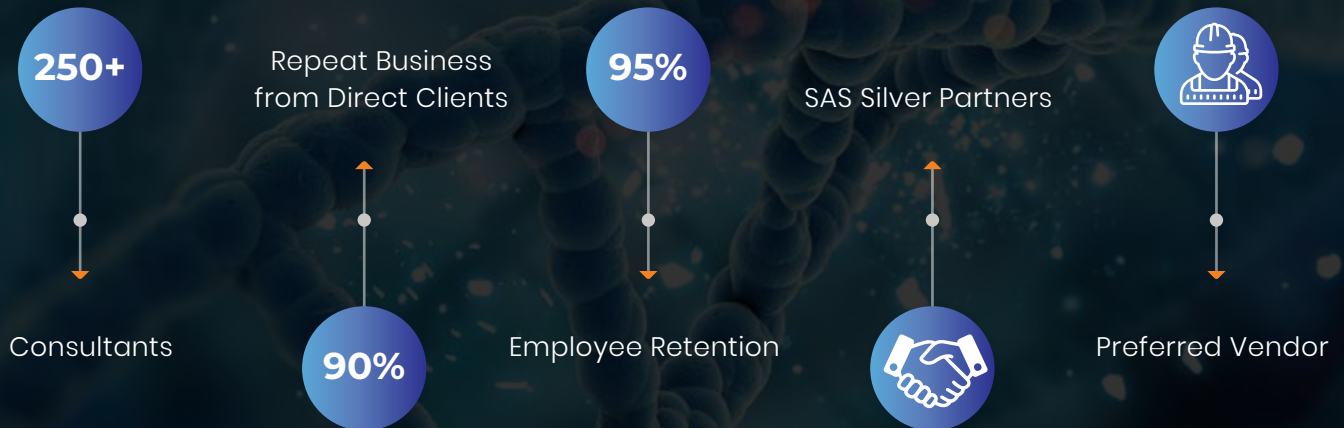 250+
Consultants
Repeat Business
from Direct Clients
90%
95%
Employee Retention
SAS Silver Partners
Preferred Vendor